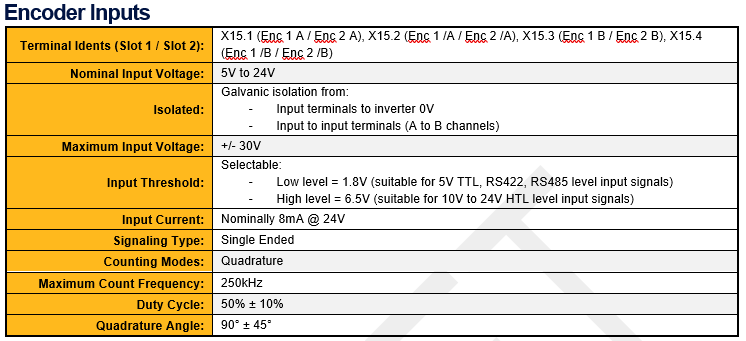 Encoder Inputs
Terminal Idents (Slot 1 / Slot 2):
X15.1 (Enc 1 A / Enc 2 A), X15.2 (Enc 1 /A / Enc 2 /A), X15.3 (Enc 1 B / Enc 2 B), X15.4
(Enc 1 /B / Enc 2 /B)
Nominal Input Voltage:
5V to 24V
Isolated:
Galvanic isolation from:
- Input terminals to inverter 0V
- Input to input terminals (A to B channels)
Maximum Input Voltage:
+/- 30V
Input Threshold:
Selectable:
- Low level = 1.8V (suitable for 5V TTL, RS422, RS485 level input signals)
- High level = 6.5V (suitable for 10V to 24V HTL level input signals)
Input Current:
Nominally 8mA @ 24V
Signaling Type:
Single Ended
Counting Modes:
Quadrature
Maximum Count Frequency:
250kHz
Duty Cycle:
50% ± 10%
Quadrature Angle:
90° ± 45°